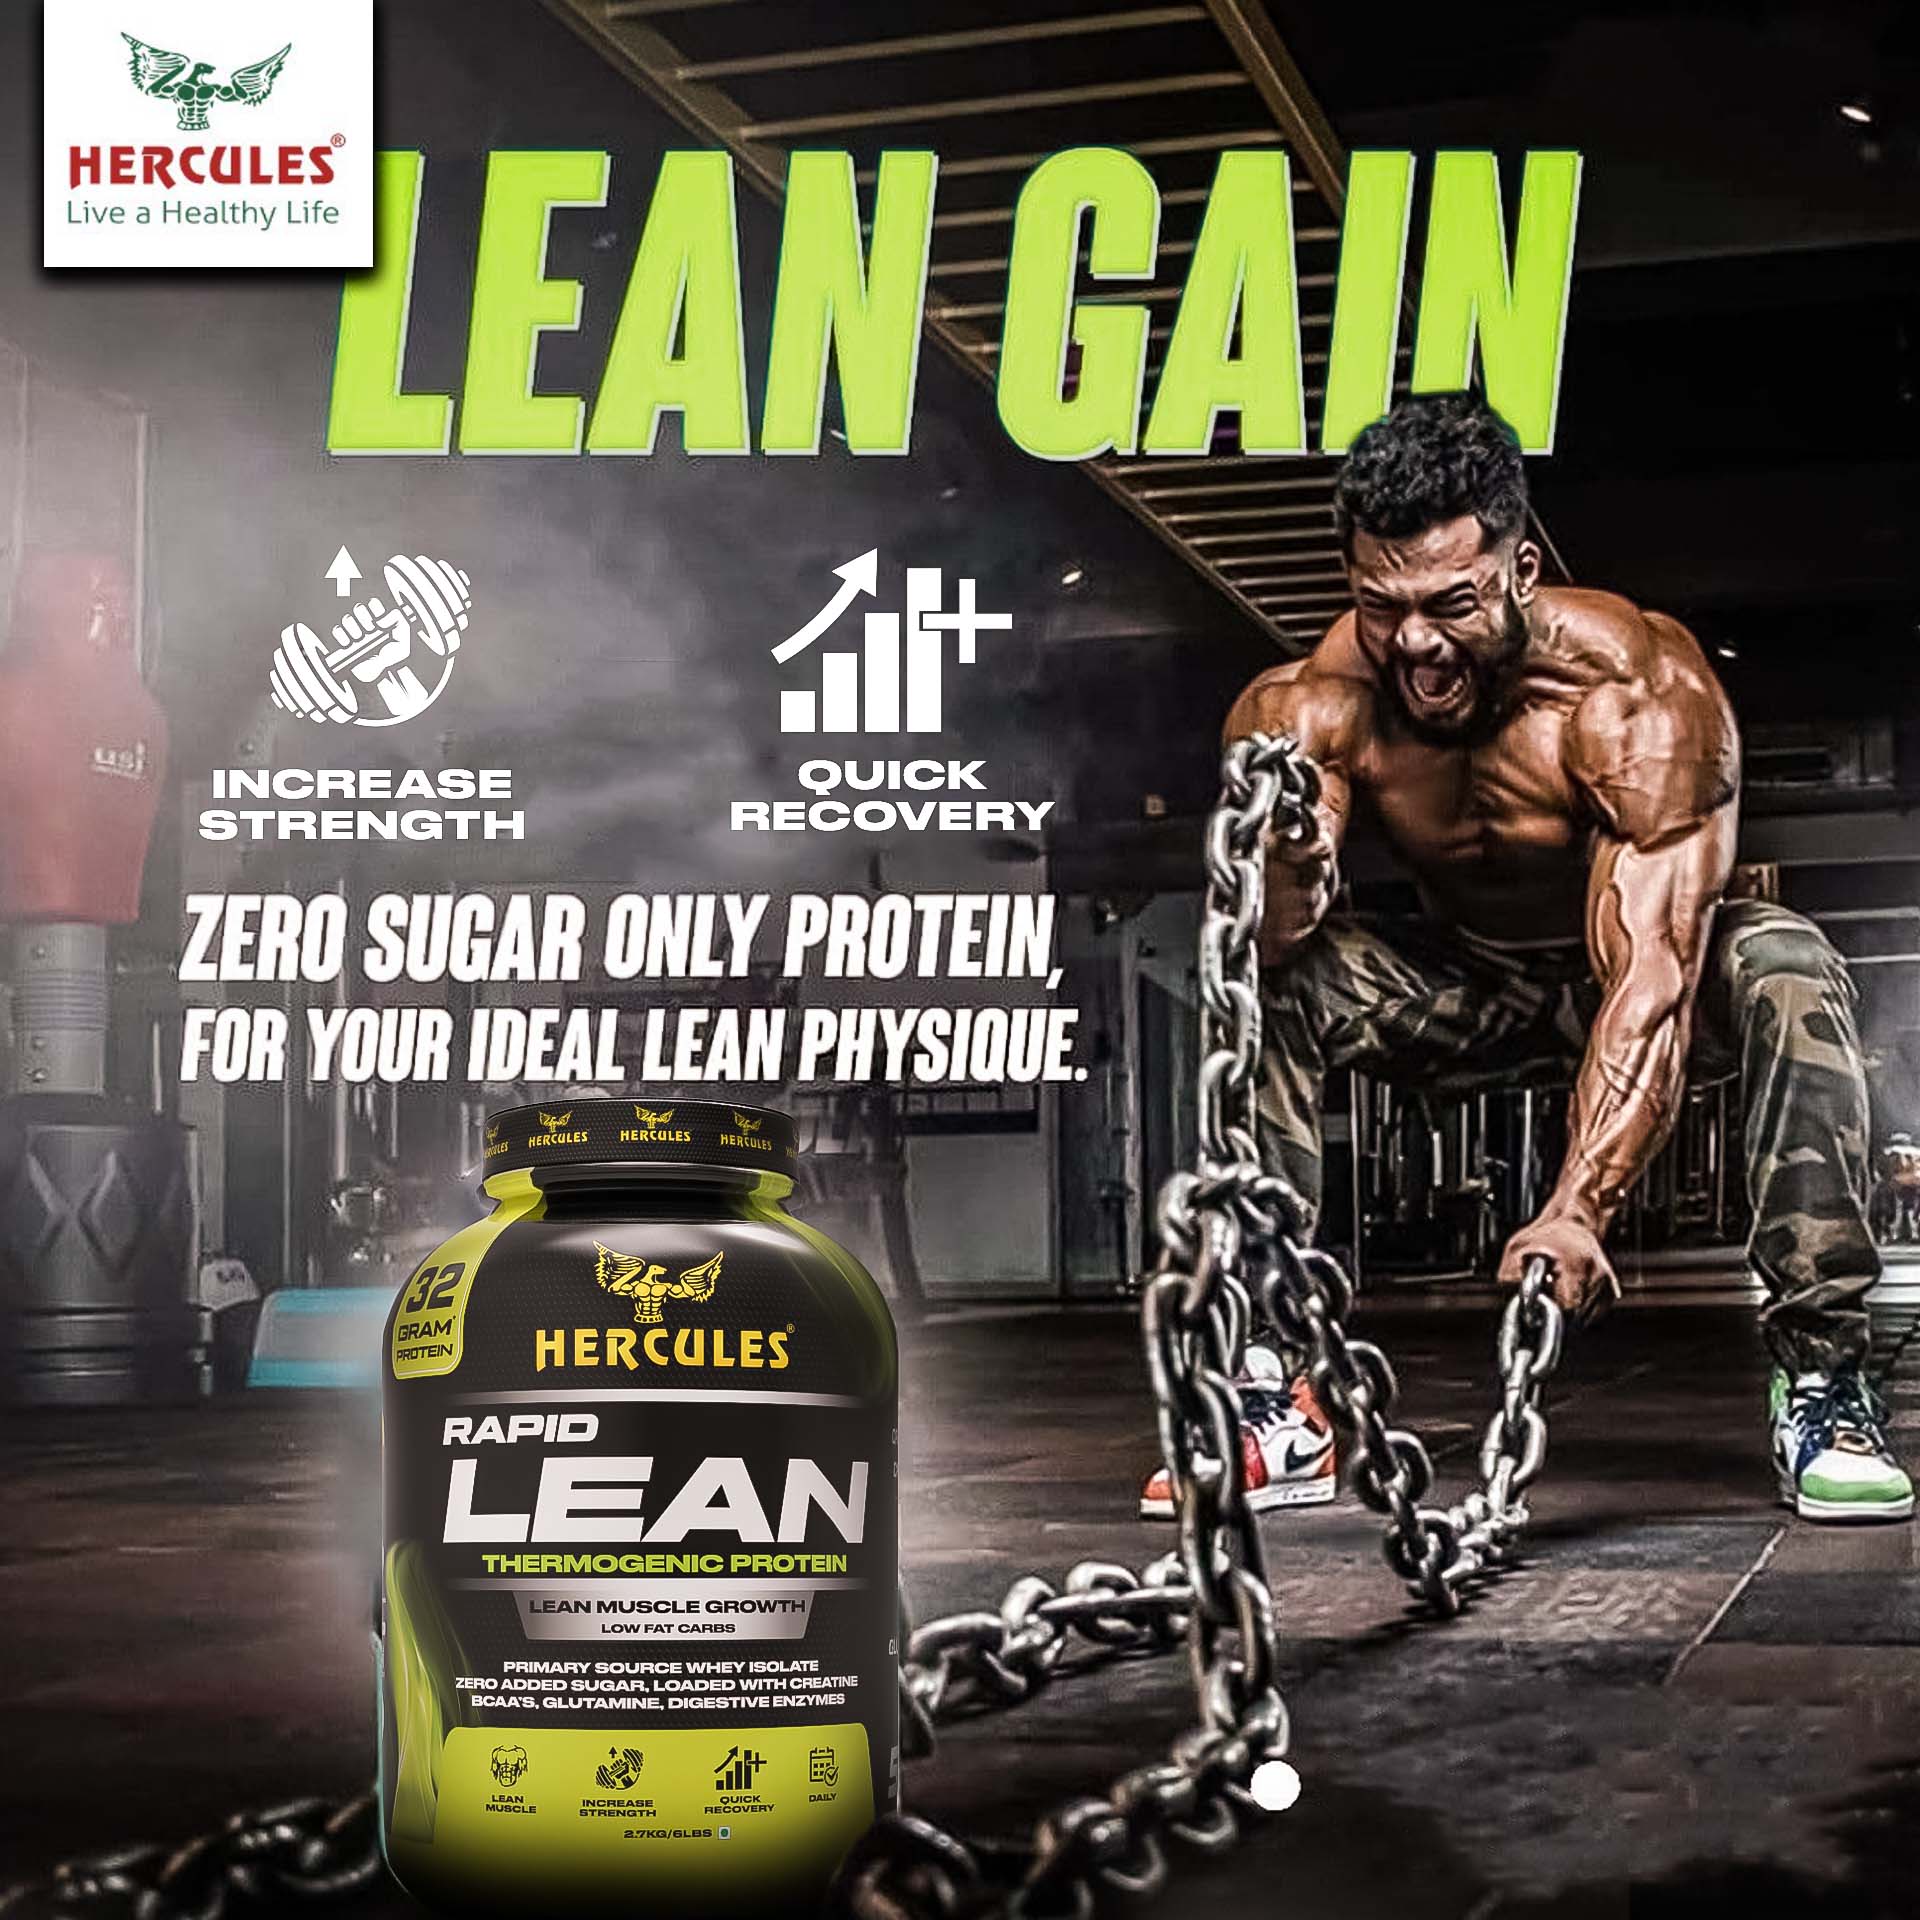 HERCULES®
Live a Healthy Life
LEAN GAIN
INCREASE
STRENGTH
QUICK
RECOVERY
ZERO SUGAR ONLY PROTEIN,
FOR YOUR IDEAL LEAN PHYSIQUE.
usi
HERCULES HERCULES HERCULES
32
GRAM*
PROTEIN
HERCULES®
RAPID
LEAN
THERMOGENIC PROTEIN
LEAN MUSCLE GROWTH
LOW FAT CARBS
PRIMARY SOURCE WHEY ISOLATE
ZERO ADDED SUGAR, LOADED WITH CREATINE
BCAA'S, GLUTAMINE, DIGESTIVE ENZYMES
LEAN
MUSCLE
INCREASE
STRENGTH
QUICK
RECOVERY
DAILY
2.7KG/6LBS